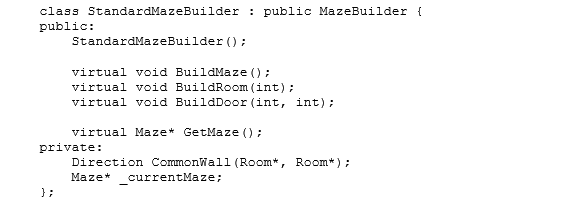 class StandardMazeBuilder : public MazeBuilder {
public:
    StandardMazeBuilder();

    virtual void BuildMaze();
    virtual void BuildRoom(int);
    virtual void BuildDoor(int, int);

    virtual Maze* GetMaze();
private:
    Direction CommonWall(Room*, Room*);
    Maze* _currentMaze;
};